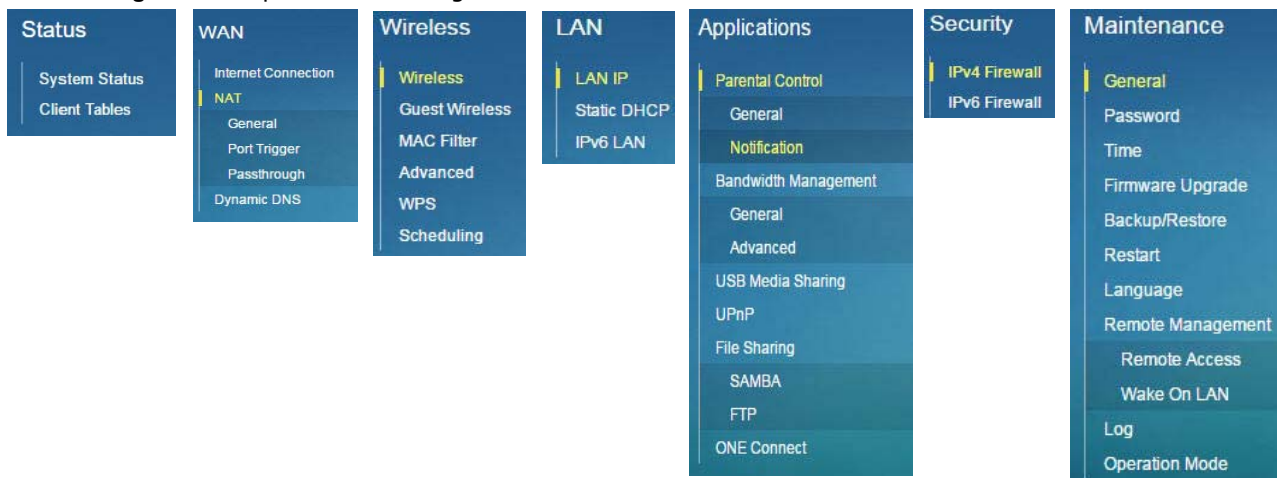 Status
System Status
Client Tables
WAN
Internet Connection
NAT
General
Port Trigger
Passthrough
Dynamic DNS
Wireless
Wireless
Guest Wireless
MAC Filter
Advanced
WPS
Scheduling
LAN
LAN IP
Static DHCP
IPv6 LAN
Applications
Parental Control
General
Notification
Bandwidth Management
General
Advanced
USB Media Sharing
UPnP
File Sharing
SAMBA
FTP
ONE Connect
Security
IPv4 Firewall
IPv6 Firewall
Maintenance
General
Password
Time
Firmware Upgrade
Backup/Restore
Restart
Language
Remote Management
Remote Access
Wake On LAN
Log
Operation Mode